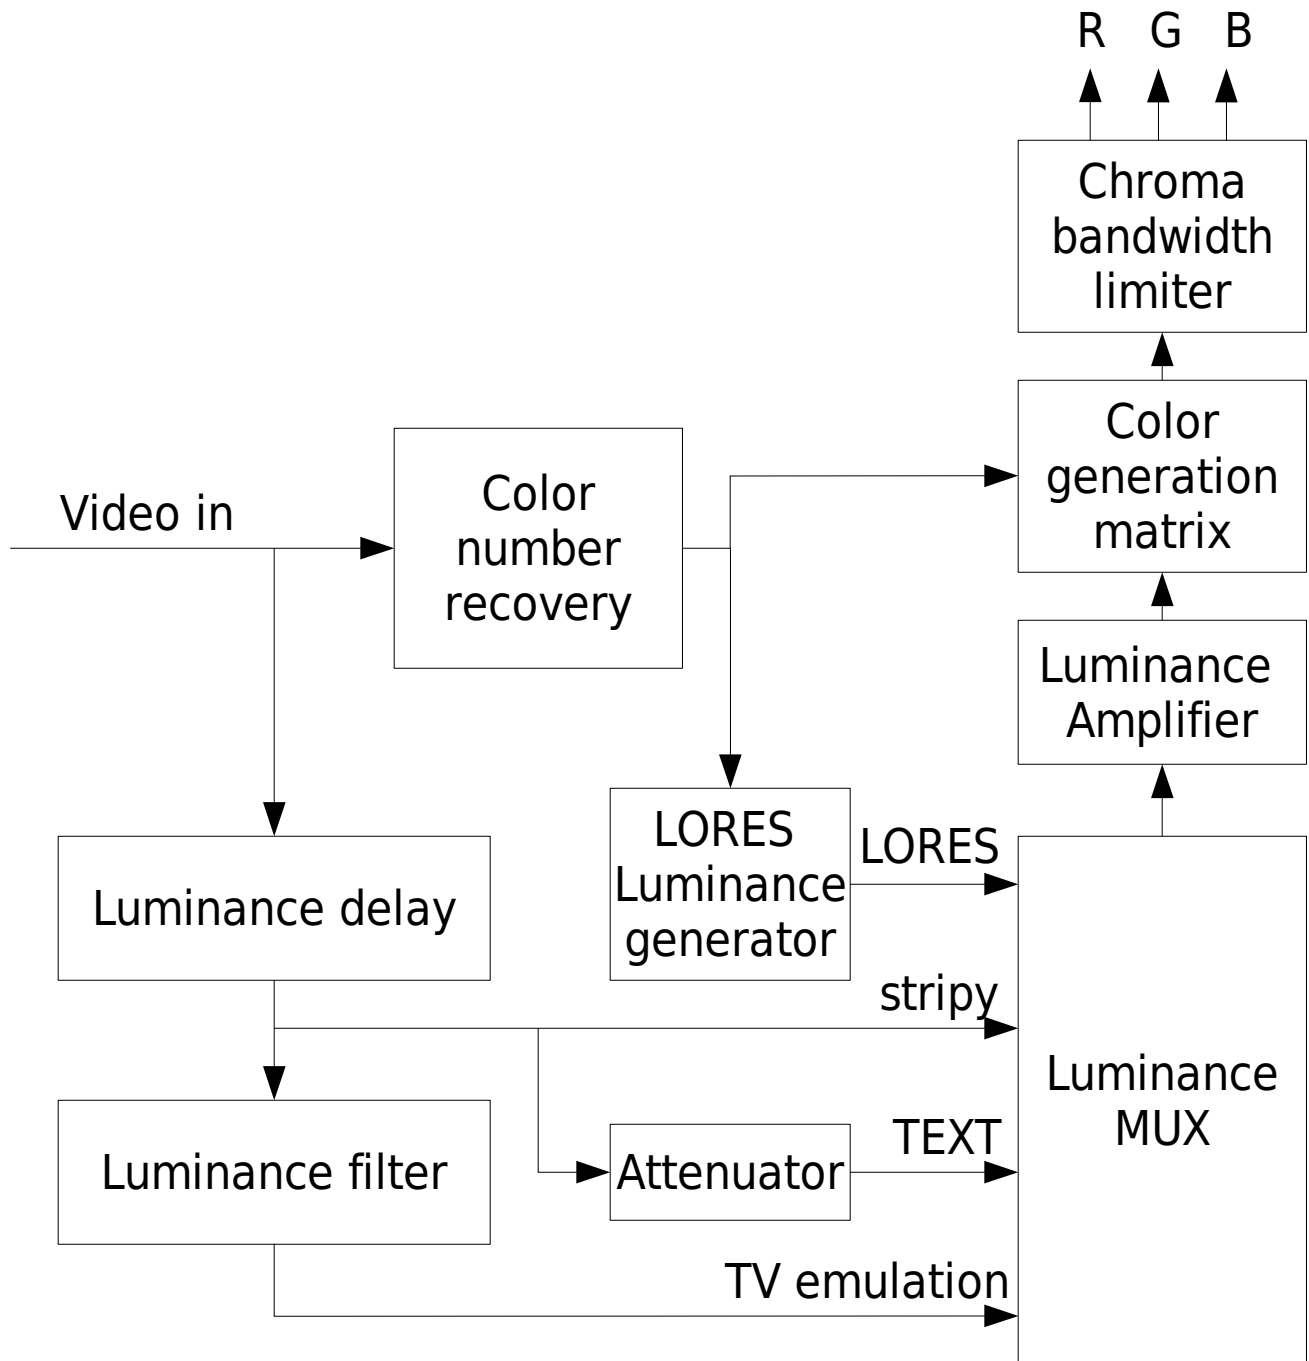 R G B
Chroma
bandwidth
limiter
Color
generation
matrix
Video in
Color
number
recovery
Luminance
Amplifier
LORES
Luminance
generator
LORES
Luminance delay
stripy
Luminance
MUX
Luminance filter
Attenuator
TEXT
TV emulation